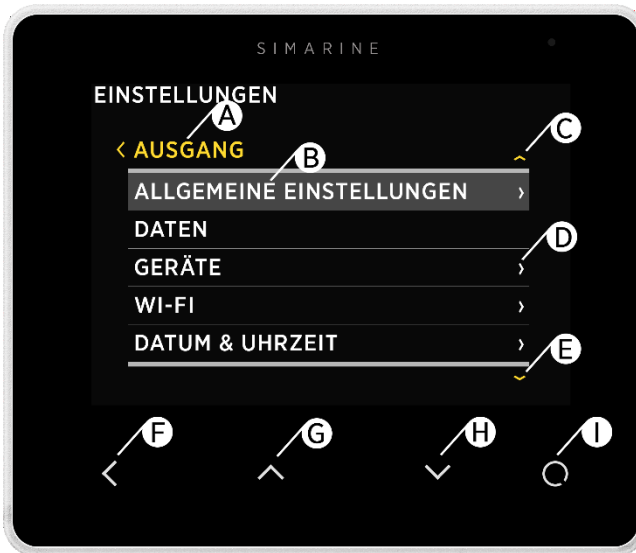 SIMARINE
EINSTELLUNGEN
A
< AUSGANG
C
B
ALLGEMEINE EINSTELLUNGEN ›
DATEN
D
GERÄTE ›
WI-FI ›
DATUM & UHRZEIT ›
E
F G H I